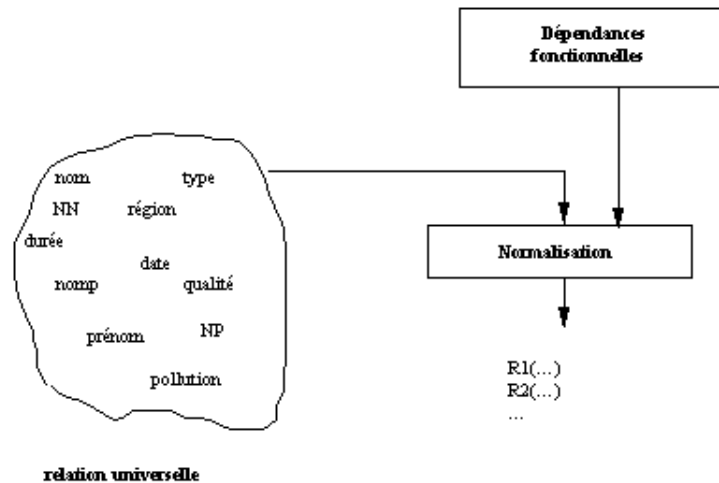 Dépendances
fonctionnelles
nom type
NN région
durée
date
nomp qualité
prénom NP
pollution
Normalisation
R1(...)
R2(...)
...
relation universelle